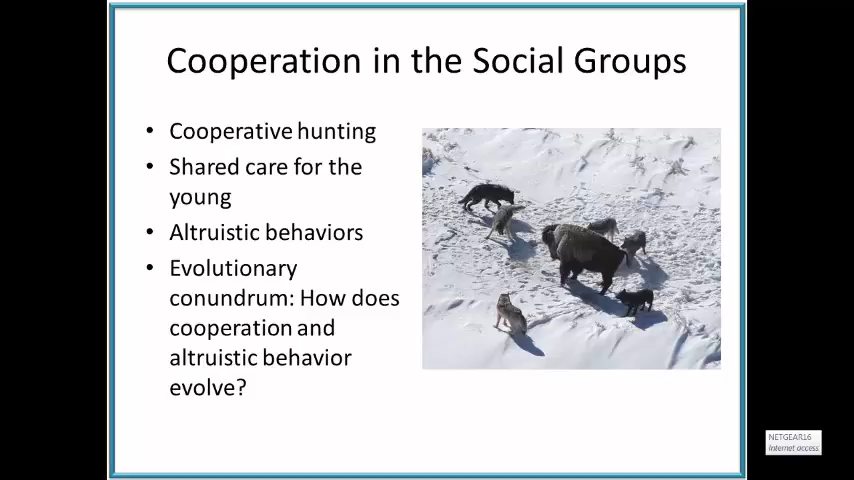 Cooperation in the Social Groups
• Cooperative hunting
• Shared care for the
young
• Altruistic behaviors
• Evolutionary
conundrum: How does
cooperation and
altruistic behavior
evolve?
NETGEAR16
Internet access